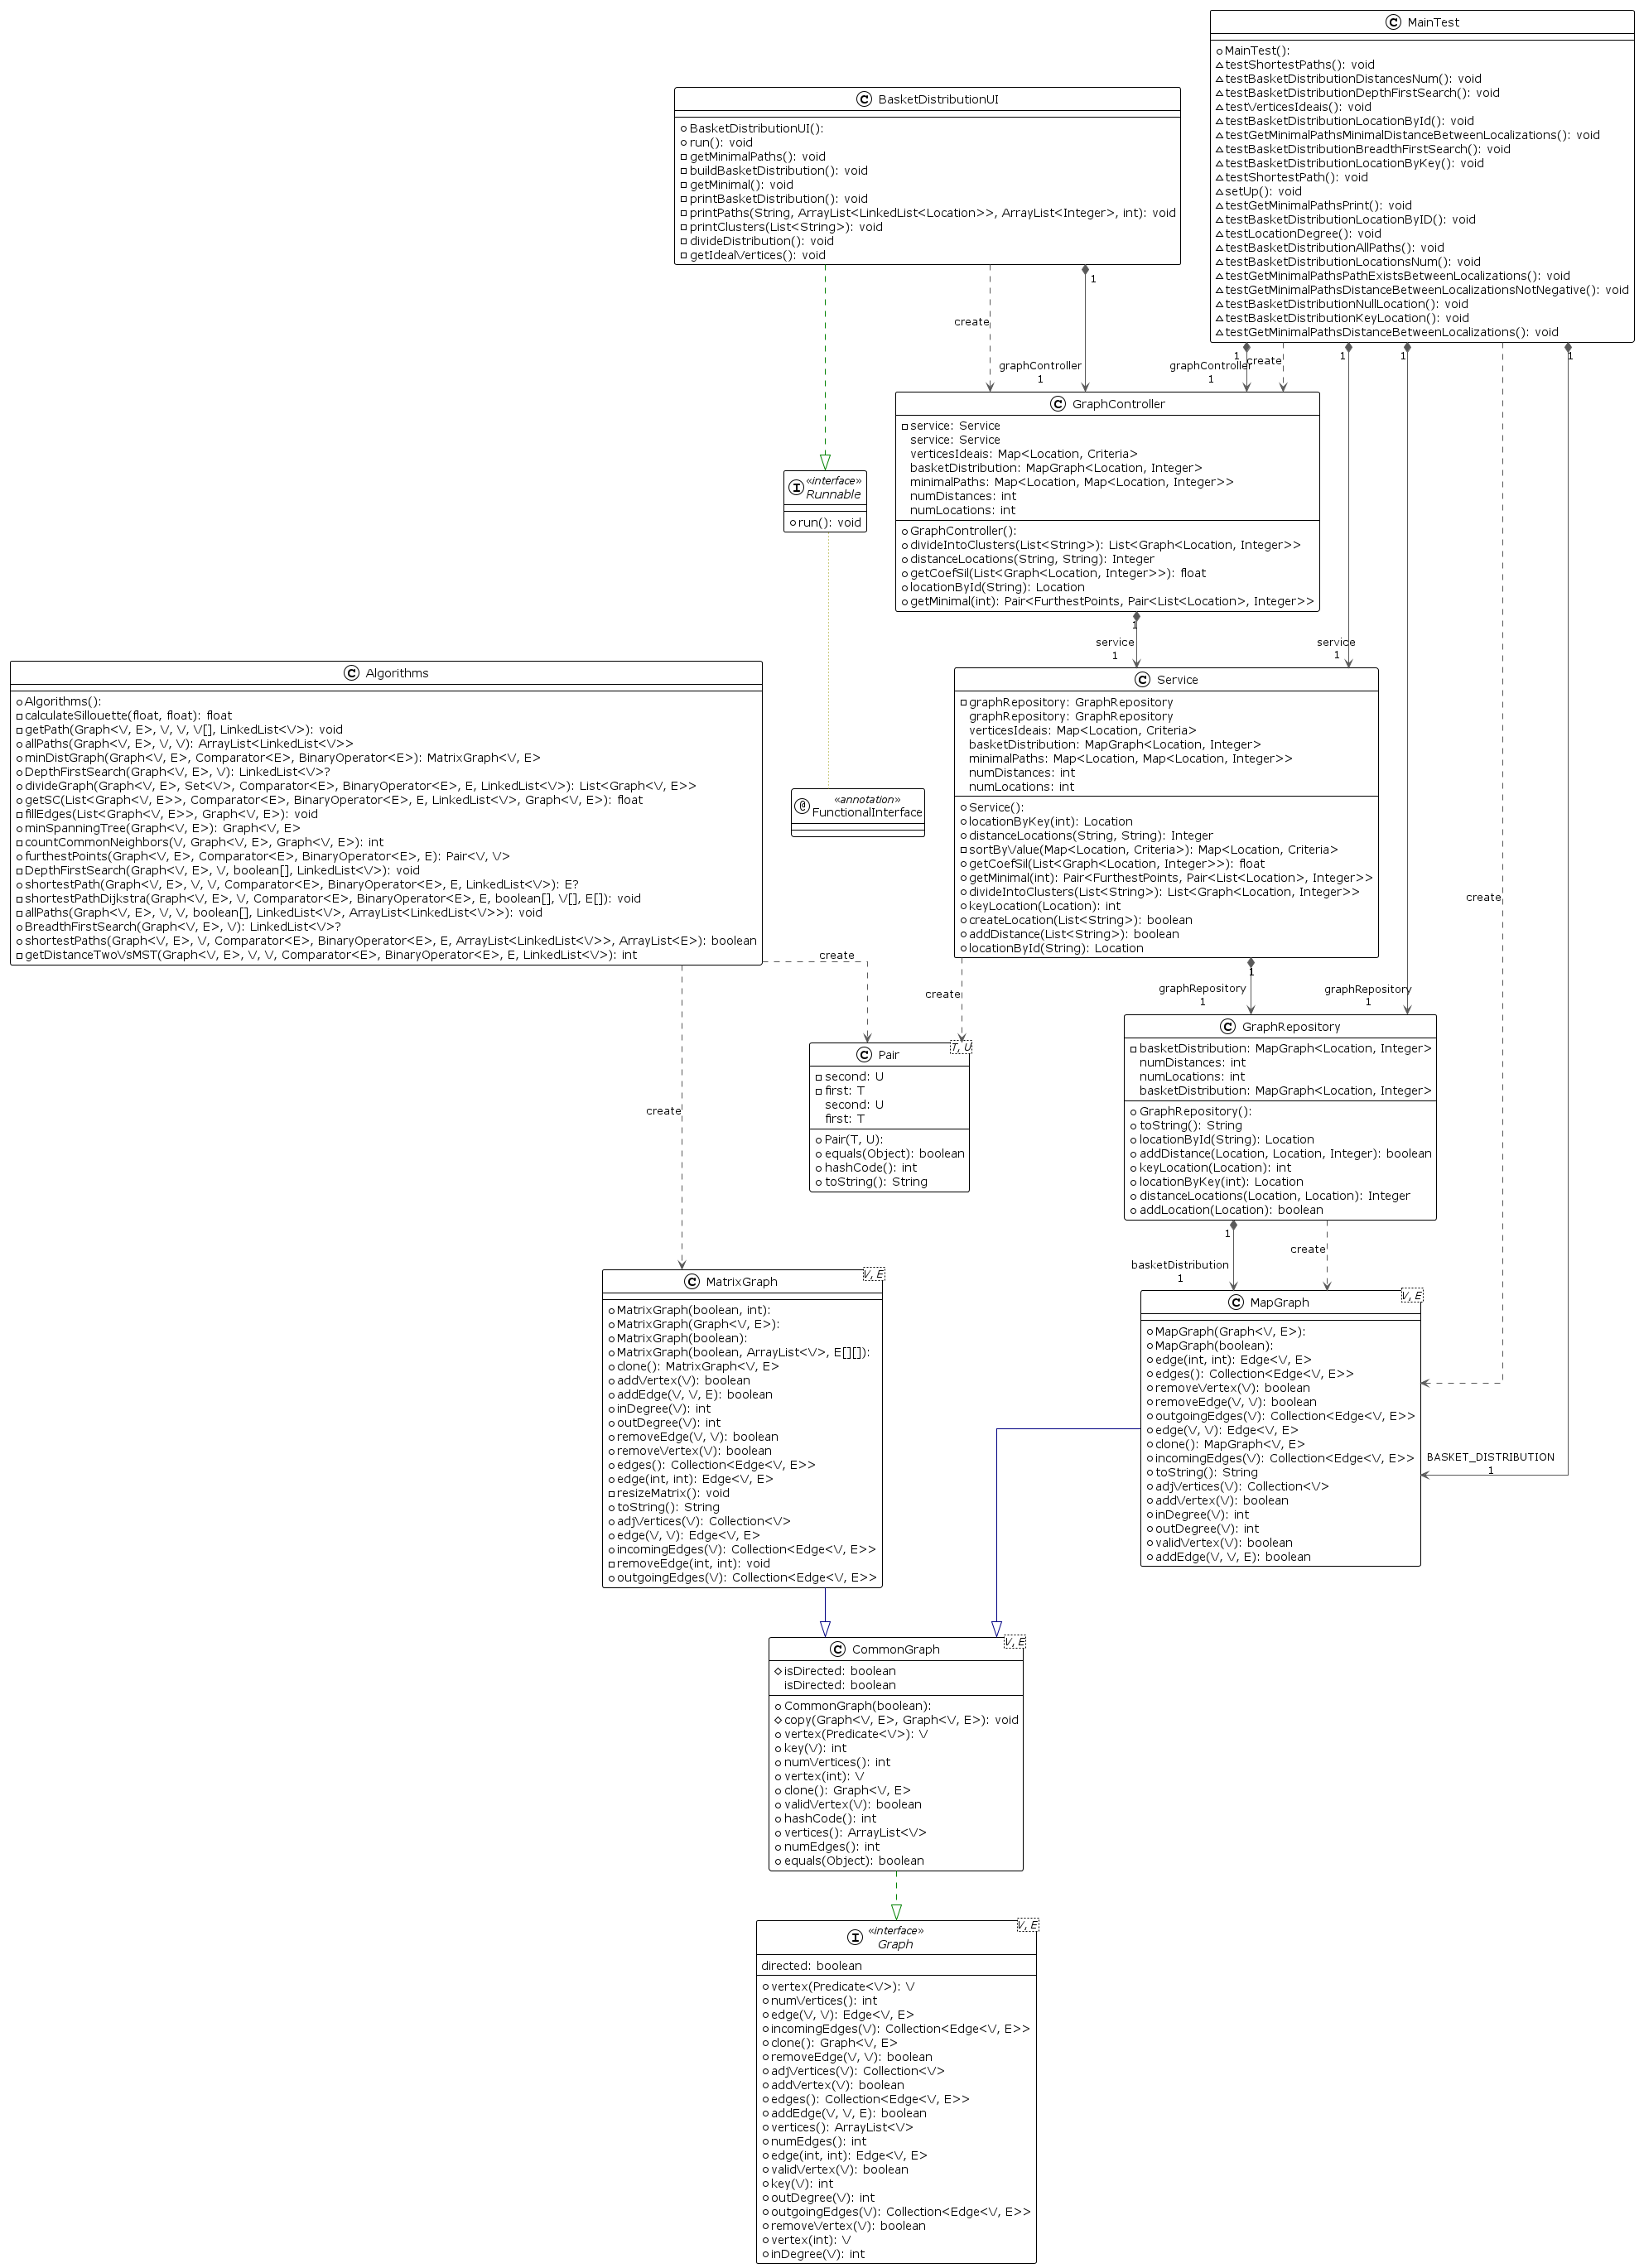 MainTest
MainTest():
testShortestPaths(): void
testBasketDistributionDistancesNum(): void
testBasketDistributionDepthFirstSearch(): void
testVerticesIdeais(): void
testBasketDistributionLocationById(): void
testGetMinimalPathsMinimalDistanceBetweenLocalizations(): void
testBasketDistributionBreadthFirstSearch(): void
testBasketDistributionLocationByKey(): void
testShortestPath(): void
setUp(): void
testGetMinimalPathsPrint(): void
testBasketDistributionLocationByID(): void
testLocationDegree(): void
testBasketDistributionAllPaths(): void
testBasketDistributionLocationsNum(): void
testGetMinimalPathsPathExistsBetweenLocalizations(): void
testGetMinimalPathsDistanceBetweenLocalizationsNotNegative(): void
testBasketDistributionNullLocation(): void
testBasketDistributionKeyLocation(): void
testGetMinimalPathsDistanceBetweenLocalizations(): void
BasketDistributionUI
BasketDistributionUI():
run(): void
getMinimalPaths(): void
buildBasketDistribution(): void
getMinimal(): void
printBasketDistribution(): void
printPaths(String, ArrayList<LinkedList<Location>>, ArrayList<Integer>, int): void
printClusters(List<String>): void
divideDistribution(): void
getIdealVertices(): void
1
create
graphController
1
1
graphController
1
create
1
1
1
GraphController
service: Service
service: Service
verticesIdeais: Map<Location, Criteria>
basketDistribution: MapGraph<Location, Integer>
minimalPaths: Map<Location, Map<Location, Integer>>
numDistances: int
numLocations: int
GraphController():
divideIntoClusters(List<String>): List<Graph<Location, Integer>>
distanceLocations(String, String): Integer
getCoefSil(List<Graph<Location, Integer>>): float
locationById(String): Location
getMinimal(int): Pair<FurthestPoints, Pair<List<Location>, Integer>>
«interface»
Runnable
run(): void
1
service
1
service
1
Algorithms
Algorithms():
calculateSillouette(float, float): float
getPath(Graph<V, E>, V, V, V[], LinkedList<V>): void
allPaths(Graph<V, E>, V, V): ArrayList<LinkedList<V>>
minDistGraph(Graph<V, E>, Comparator<E>, BinaryOperator<E>): MatrixGraph<V, E>
DepthFirstSearch(Graph<V, E>, V): LinkedList<V>?
divideGraph(Graph<V, E>, Set<V>, Comparator<E>, BinaryOperator<E>, E, LinkedList<V>): List<Graph<V, E>>
getSC(List<Graph<V, E>>, Comparator<E>, BinaryOperator<E>, E, LinkedList<V>, Graph<V, E>): float
fillEdges(List<Graph<V, E>>, Graph<V, E>): void
minSpanningTree(Graph<V, E>): Graph<V, E>
countCommonNeighbors(V, Graph<V, E>, Graph<V, E>): int
furthestPoints(Graph<V, E>, Comparator<E>, BinaryOperator<E>, E): Pair<V, V>
DepthFirstSearch(Graph<V, E>, V, boolean[], LinkedList<V>): void
shortestPath(Graph<V, E>, V, V, Comparator<E>, BinaryOperator<E>, E, LinkedList<V>): E?
shortestPathDijkstra(Graph<V, E>, V, Comparator<E>, BinaryOperator<E>, E, boolean[], V[], E[]): void
allPaths(Graph<V, E>, V, V, boolean[], LinkedList<V>, ArrayList<LinkedList<V>>): void
BreadthFirstSearch(Graph<V, E>, V): LinkedList<V>?
shortestPaths(Graph<V, E>, V, Comparator<E>, BinaryOperator<E>, E, ArrayList<LinkedList<V>>, ArrayList<E>): boolean
getDistanceTwoVsMST(Graph<V, E>, V, V, Comparator<E>, BinaryOperator<E>, E, LinkedList<V>): int
«annotation»
FunctionalInterface
Service
graphRepository: GraphRepository
graphRepository: GraphRepository
verticesIdeais: Map<Location, Criteria>
basketDistribution: MapGraph<Location, Integer>
minimalPaths: Map<Location, Map<Location, Integer>>
numDistances: int
numLocations: int
Service():
locationByKey(int): Location
distanceLocations(String, String): Integer
sortByValue(Map<Location, Criteria>): Map<Location, Criteria>
getCoefSil(List<Graph<Location, Integer>>): float
getMinimal(int): Pair<FurthestPoints, Pair<List<Location>, Integer>>
divideIntoClusters(List<String>): List<Graph<Location, Integer>>
keyLocation(Location): int
createLocation(List<String>): boolean
addDistance(List<String>): boolean
locationById(String): Location
create
create
create
1
graphRepository
1
graphRepository
1
Pair
T, U
second: U
first: T
second: U
first: T
Pair(T, U):
equals(Object): boolean
hashCode(): int
toString(): String
GraphRepository
basketDistribution: MapGraph<Location, Integer>
numDistances: int
numLocations: int
basketDistribution: MapGraph<Location, Integer>
GraphRepository():
toString(): String
locationById(String): Location
addDistance(Location, Location, Integer): boolean
keyLocation(Location): int
locationByKey(int): Location
distanceLocations(Location, Location): Integer
addLocation(Location): boolean
create
1
basketDistribution
1
create
MatrixGraph
V, E
MatrixGraph(boolean, int):
MatrixGraph(Graph<V, E>):
MatrixGraph(boolean):
MatrixGraph(boolean, ArrayList<V>, E[][]):
clone(): MatrixGraph<V, E>
addVertex(V): boolean
addEdge(V, V, E): boolean
inDegree(V): int
outDegree(V): int
removeEdge(V, V): boolean
removeVertex(V): boolean
edges(): Collection<Edge<V, E>>
edge(int, int): Edge<V, E>
resizeMatrix(): void
toString(): String
adjVertices(V): Collection<V>
edge(V, V): Edge<V, E>
incomingEdges(V): Collection<Edge<V, E>>
removeEdge(int, int): void
outgoingEdges(V): Collection<Edge<V, E>>
MapGraph
V, E
MapGraph(Graph<V, E>):
MapGraph(boolean):
edge(int, int): Edge<V, E>
edges(): Collection<Edge<V, E>>
removeVertex(V): boolean
removeEdge(V, V): boolean
outgoingEdges(V): Collection<Edge<V, E>>
edge(V, V): Edge<V, E>
clone(): MapGraph<V, E>
incomingEdges(V): Collection<Edge<V, E>>
toString(): String
adjVertices(V): Collection<V>
addVertex(V): boolean
inDegree(V): int
outDegree(V): int
validVertex(V): boolean
addEdge(V, V, E): boolean
BASKET_DISTRIBUTION
1
CommonGraph
V, E
isDirected: boolean
isDirected: boolean
CommonGraph(boolean):
copy(Graph<V, E>, Graph<V, E>): void
vertex(Predicate<V>): V
key(V): int
numVertices(): int
vertex(int): V
clone(): Graph<V, E>
validVertex(V): boolean
hashCode(): int
vertices(): ArrayList<V>
numEdges(): int
equals(Object): boolean
«interface»
Graph
V, E
directed: boolean
vertex(Predicate<V>): V
numVertices(): int
edge(V, V): Edge<V, E>
incomingEdges(V): Collection<Edge<V, E>>
clone(): Graph<V, E>
removeEdge(V, V): boolean
adjVertices(V): Collection<V>
addVertex(V): boolean
edges(): Collection<Edge<V, E>>
addEdge(V, V, E): boolean
vertices(): ArrayList<V>
numEdges(): int
edge(int, int): Edge<V, E>
validVertex(V): boolean
key(V): int
outDegree(V): int
outgoingEdges(V): Collection<Edge<V, E>>
removeVertex(V): boolean
vertex(int): V
inDegree(V): int